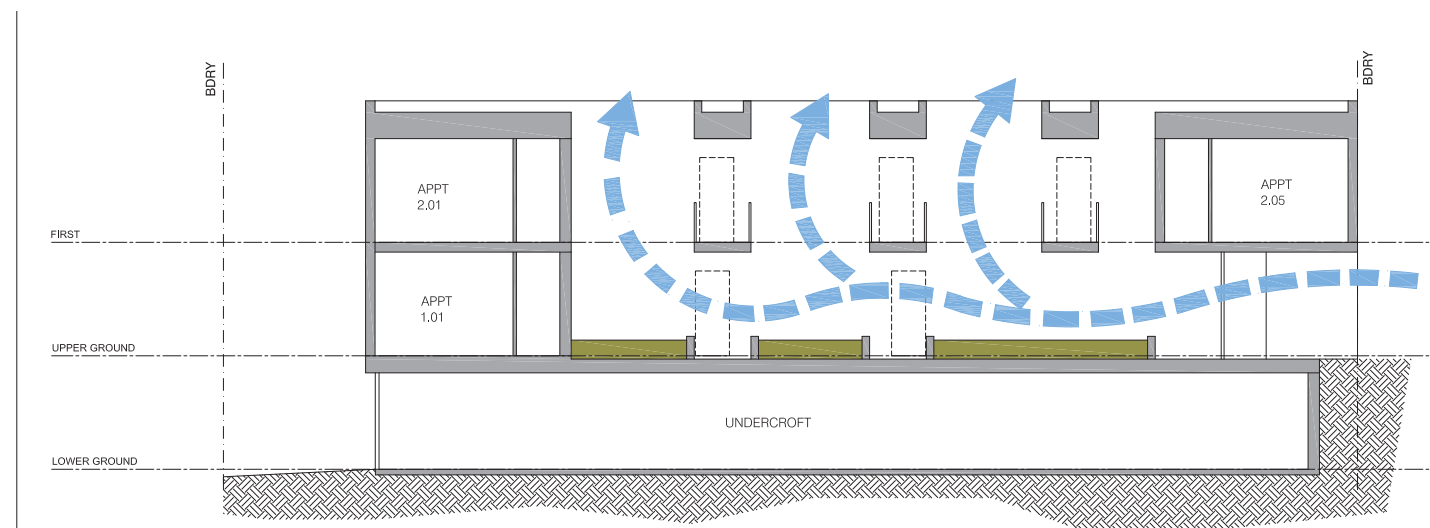 BDRY
BDRY
APPT
2.01
APPT
2.05
FIRST
APPT
1.01
UPPER GROUND
UNDERCROFT
LOWER GROUND